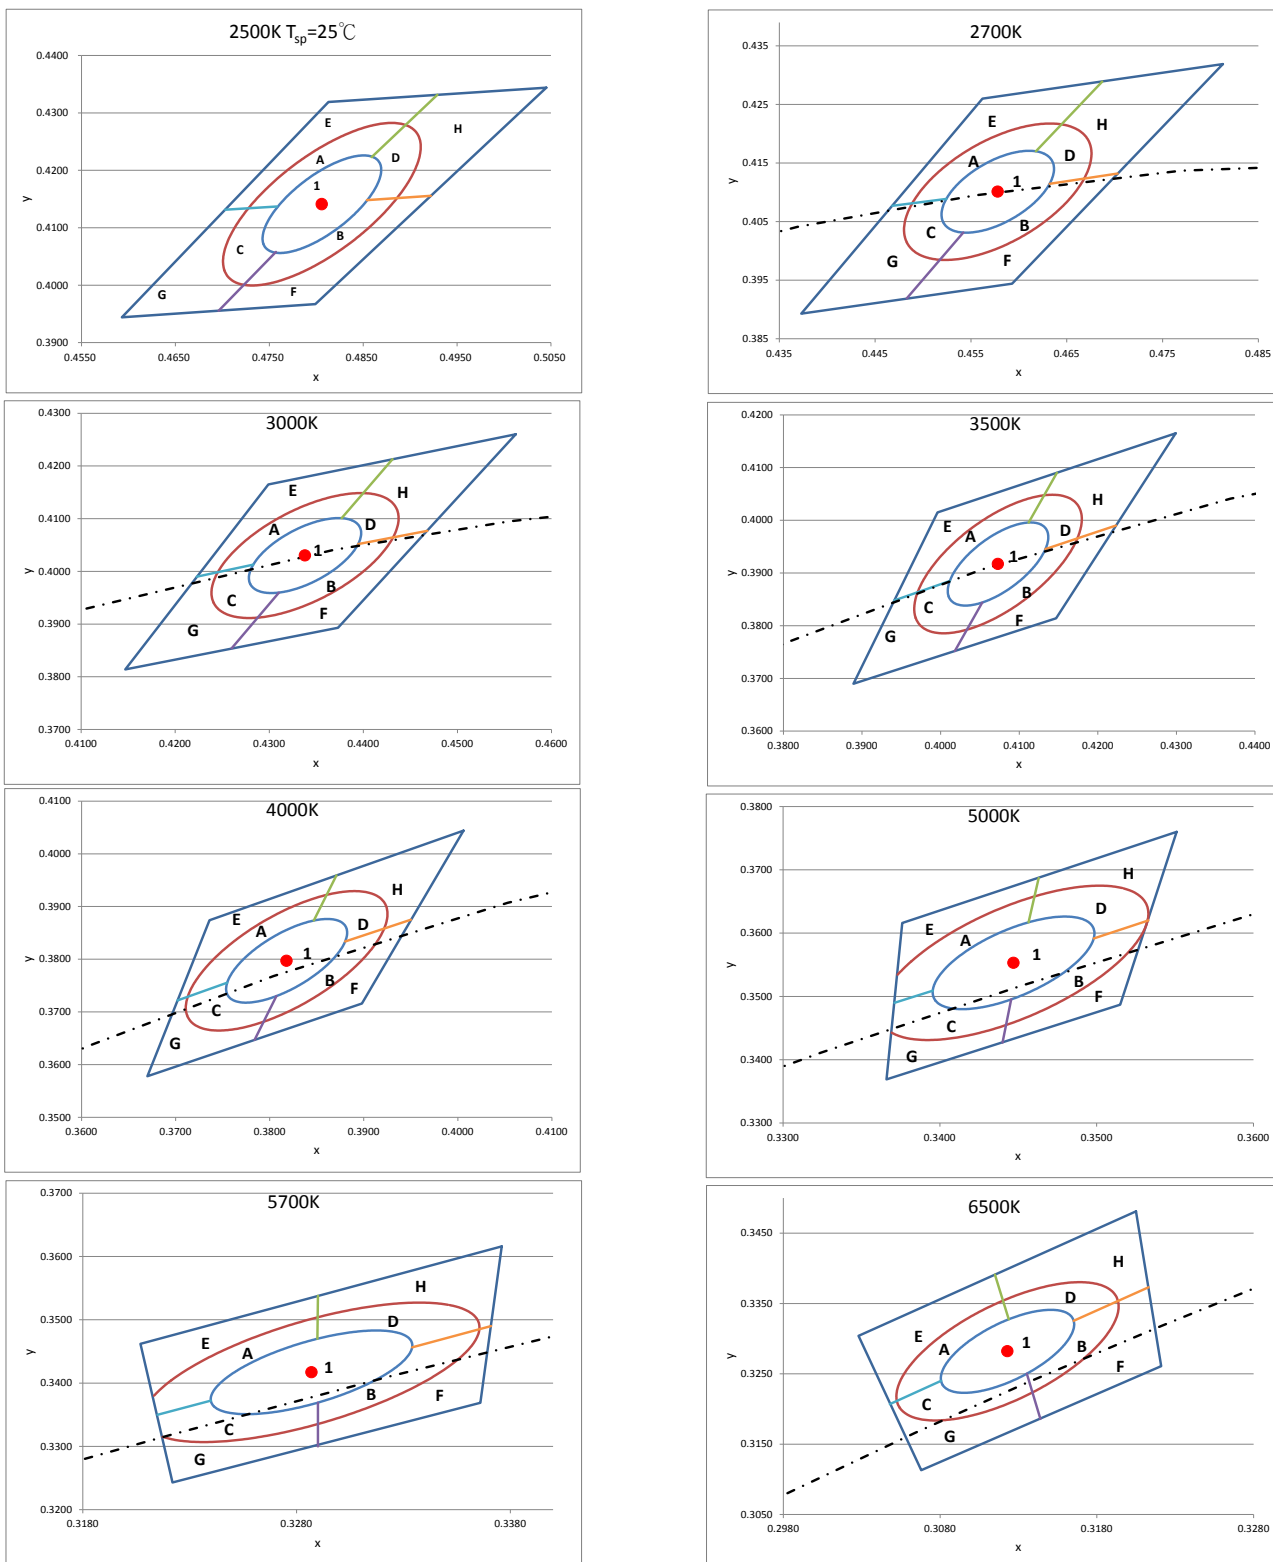 2500K Tsp=25℃
0.4400
0.4300
0.4200
0.4100
0.4000
0.3900
y
E
H
A
D
1
B
C
F
G
0.4550 0.4650 0.4750 0.4850 0.4950 0.5050
x
2700K
0.435
0.425
0.415
0.405
0.395
0.385
y
E
H
A
D
1
B
C
F
G
0.435 0.445 0.455 0.465 0.475 0.485
x
3000K
0.4300
0.4200
0.4100
0.4000
0.3900
0.3800
0.3700
y
E
H
A
D
1
B
C
F
G
0.4100 0.4200 0.4300 0.4400 0.4500 0.4600
x
3500K
0.4200
0.4100
0.4000
0.3900
0.3800
0.3700
0.3600
y
E
H
A
D
1
B
C
F
G
0.3800 0.3900 0.4000 0.4100 0.4200 0.4300 0.4400
x
4000K
0.4100
0.4000
0.3900
0.3800
0.3700
0.3600
0.3500
y
E
H
A
D
1
B
C
F
G
0.3600 0.3700 0.3800 0.3900 0.4000 0.4100
x
5000K
0.3800
0.3700
0.3600
0.3500
0.3400
0.3300
y
E
H
A
D
1
B
C
F
G
0.3300 0.3400 0.3500 0.3600
x
5700K
0.3700
0.3600
0.3500
0.3400
0.3300
0.3200
y
E
H
A
D
1
B
C
F
G
0.3180 0.3280 0.3380
x
6500K
0.3450
0.3350
0.3250
0.3150
0.3050
y
E
H
A
D
1
B
C
F
G
0.2980 0.3080 0.3180 0.3280
x